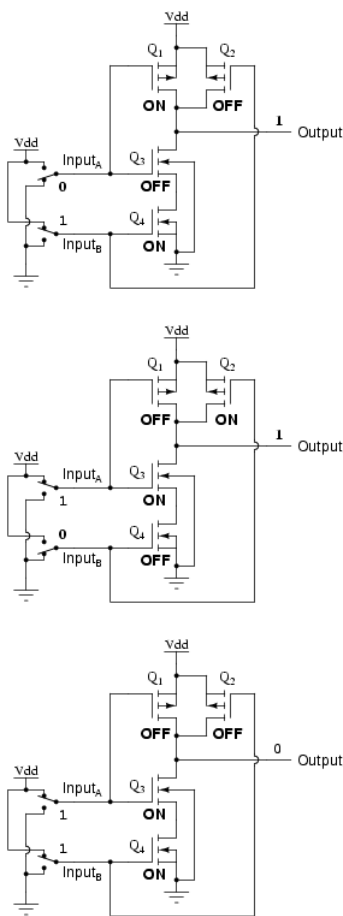 Vdd
Q1 Q2
ON OFF
1 Output
Vdd
InputA Q3
0 OFF
1 Q4
InputB ON
Vdd
Q1 Q2
OFF ON
1 Output
Vdd
InputA Q3
1 ON
0 Q4
InputB OFF
Vdd
Q1 Q2
OFF OFF
0 Output
Vdd
InputA Q3
1 ON
1 Q4
InputB ON